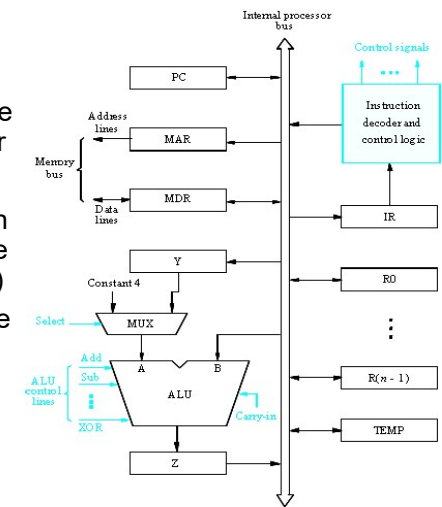 Internal processor
bus
Control signals
...
PC
Instruction
decoder and
control logic
Address
lines
MAR
Memory
bus
MDR
Data
lines
IR
Y
R0
Constant 4
Select
MUX
Add
A
B
Sub
ALU
control
lines
ALU
R(n - 1)
Carry-in
XOR
TEMP
Z
e
r
n
e
)
e